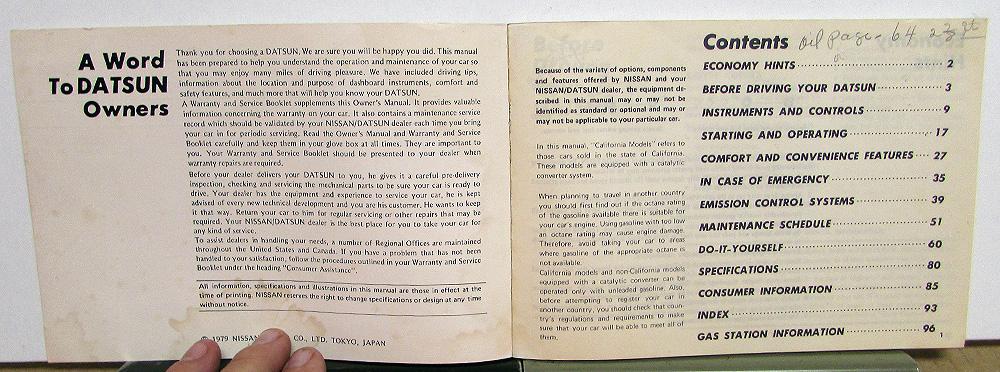 A Word
To DATSUN
Owners
Thank you for choosing a DATSUN. We are sure you will be happy you did. This manual
has been prepared to help you understand the operation and maintenance of your car so
that you may enjoy many miles of driving pleasure. We have included driving tips,
information about the location and purpose of dashboard instruments, comfort and
safety features, and much more that will help you know your DATSUN.
A Warranty and Service Booklet supplements this Owner's Manual. It provides valuable
information concerning the warranty on your car. It also contains a maintenance service
record which should be validated by your NISSAN/DATSUN dealer each time you bring
your car in for periodic servicing. Read the Owner's Manual and Warranty and Service
Booklet carefully and keep them in your glove box at all times. They are important to
you. Your Warranty and Service Booklet should be presented to your dealer when
warranty repairs are required.
Before your dealer delivers your DATSUN to you, he gives it a careful pre-delivery
inspection, checking and servicing the mechanical parts to be sure your car is ready to
drive. Your dealer has the equipment and experience to service your car, he is kept
advised of every new technical development and you are his customer. He wants to keep
it that way. Return your car to him for regular servicing or other repairs that may be
required. Your NISSAN/DATSUN dealer is the best place for you to take your car for
any kind of service.
To assist dealers in handling your needs, a number of Regional Offices are maintained
throughout the United States and Canada. If you have a problem that has not been
handled to your satisfaction, follow the procedures outlined in your Warranty and Service
Booklet under the heading "Consumer Assistance".
All information, specifications and illustrations in this manual are those in effect at the
time of printing. NISSAN reserves the right to change specifications or design at any time
without notice.
© 1979 NISSAN CO., LTD. TOKYO, JAPAN
Because of the variety of options, components
and features offered by NISSAN and your
NISSAN/DATSUN dealer, the equipment de-
scribed in this manual may or may not be
identified as standard or optional and may or
may not be applicable to your particular car.
In this manual, "California Models" refers to
those cars sold in the state of California.
These models are equipped with a catalytic
converter system.
When planning to travel in another country
you should first find out if the octane rating
of the gasoline available there is suitable for
your car's engine. Using gasoline with too low
an octane rating may cause engine damage.
Therefore, avoid taking your car to areas
where gasoline of the appropriate octane is
not available.
California models and non-California models
equipped with a catalytic converter can be
operated only with unleaded gasoline. Also,
before attempting to register your car in
another country, you should check that coun-
try's regulations and requirements to make
sure that your car will be able to meet all of
them.
Contents oil page - 64
ECONOMY HINTS 2
BEFORE DRIVING YOUR DATSUN 3
INSTRUMENTS AND CONTROLS 9
STARTING AND OPERATING 17
COMFORT AND CONVENIENCE FEATURES 27
IN CASE OF EMERGENCY 35
EMISSION CONTROL SYSTEMS 39
MAINTENANCE SCHEDULE 51
DO-IT-YOURSELF 60
SPECIFICATIONS 80
CONSUMER INFORMATION 85
INDEX 93
GAS STATION INFORMATION 96
1